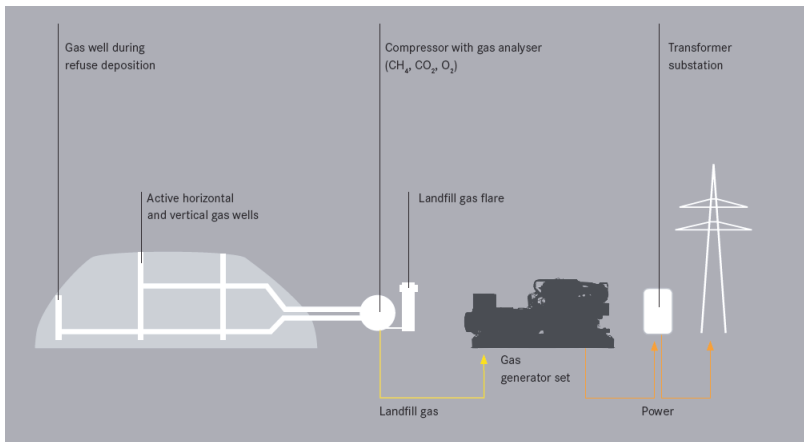 Gas well during
refuse deposition
Compressor with gas analyser
(CH₄, CO₂, O₂)
Transformer
substation
Active horizontal
and vertical gas wells
Landfill gas flare
Gas
generator set
Landfill gas
Power